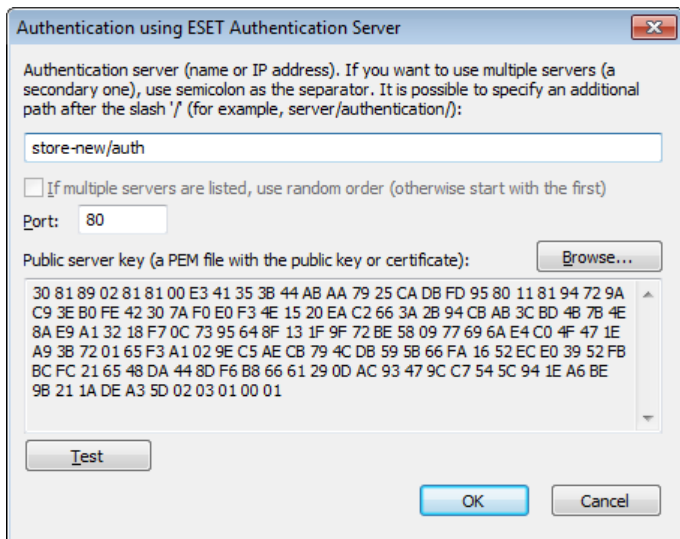 Authentication using ESET Authentication Server
Authentication server (name or IP address). If you want to use multiple servers (a
secondary one), use semicolon as the separator. It is possible to specify an additional
path after the slash '/' (for example, server/authentication/):
store-new/auth
If multiple servers are listed, use random order (otherwise start with the first)
Port: 80
Public server key (a PEM file with the public key or certificate): Browse...
30 81 89 02 81 81 00 E3 41 35 3B 44 AB AA 79 25 CA DB FD 95 80 11 81 94 72 9A
C9 3E B0 FE 42 30 7A F0 E0 F3 4E 15 20 EA C2 66 3A 2B 94 CB AB 3C BD 4B 7B 4E
8A E9 A1 32 18 F7 0C 73 95 64 8F 13 1F 9F 72 BE 58 09 77 69 6A E4 C0 4F 47 1E
A9 3B 72 01 65 F3 A1 02 9E C5 AE CB 79 4C DB 59 5B 66 FA 16 52 EC E0 39 52 FB
BC FC 21 65 48 DA 44 8D F6 B8 66 61 29 0D AC 93 47 9C C7 54 5C 94 1E A6 BE
9B 21 1A DE A3 5D 02 03 01 00 01
Test
OK Cancel